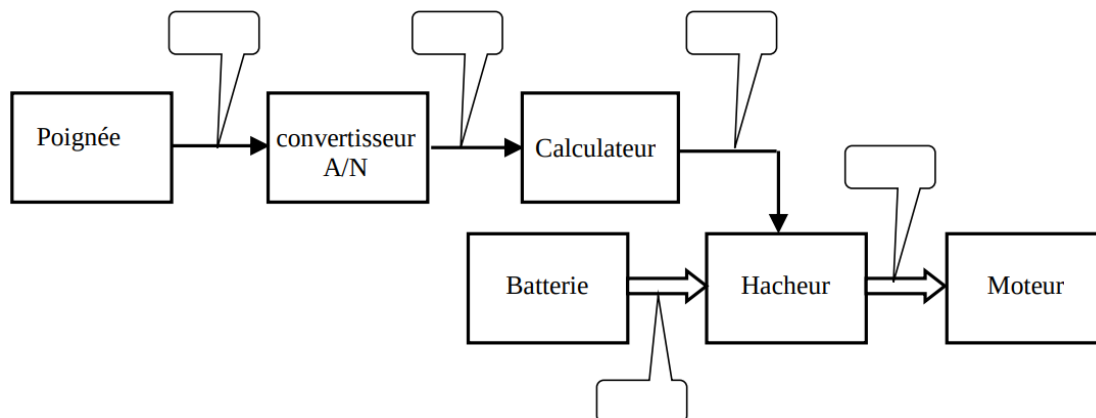 Poignée
convertisseur
A/N
Calculateur
Batterie
Hacheur
Moteur